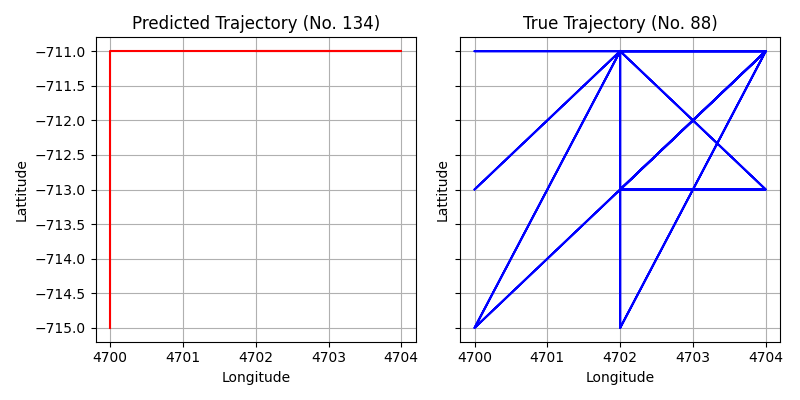 Predicted Trajectory (No. 134)
−711.0
−711.5
−712.0
−712.5
−713.0
−713.5
−714.0
−714.5
−715.0
Lattitude
4700 4701 4702 4703 4704
Longitude
True Trajectory (No. 88)
Lattitude
4700 4701 4702 4703 4704
Longitude